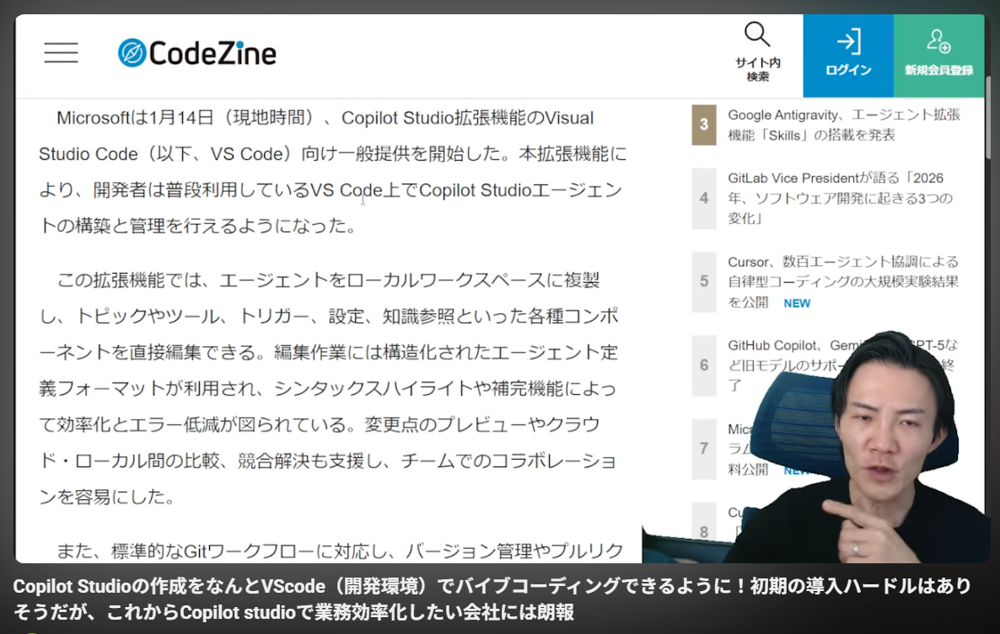 CodeZine
サイト内
検索
ログイン
新規会員登録
Microsoftは1月14日（現地時間）、Copilot Studio拡張機能のVisual
Studio Code（以下、VS Code）向け一般提供を開始した。本拡張機能に
より、開発者は普段利用しているVS Code上でCopilot Studioエージェン
トの構築と管理を行えるようになった。
この拡張機能では、エージェントをローカルワークスペースに複製
し、トピックやツール、トリガー、設定、知識参照といった各種コンポ
ーネントを直接編集できる。編集作業には構造化されたエージェント定
義フォーマットが利用され、シンタックスハイライトや補完機能によっ
て効率化とエラー低減が図られている。変更点のプレビューやクラウ
ド・ローカル間の比較、競合解決も支援し、チームでのコラボレーショ
ンを容易にした。
また、標準的なGitワークフローに対応し、バージョン管理やプルリク
3
Google Antigravity、エージェント拡張
機能「Skills」の搭載を発表
4
GitLab Vice Presidentが語る「2026
年、ソフトウェア開発に起きる3つの
変化」
5
Cursor、数百エージェント協調による
自律型コーディングの大規模実験結果
を公開 NEW
6
GitHub Copilot、 PT-5な
ど旧モデルのサポー 終
了
7
料公開
8
Copilot Studioの作成をなんとVScode（開発環境）でバイブコーディングできるように！初期の導入ハードルはあり
そうだが、これからCopilot studioで業務効率化したい会社には朗報